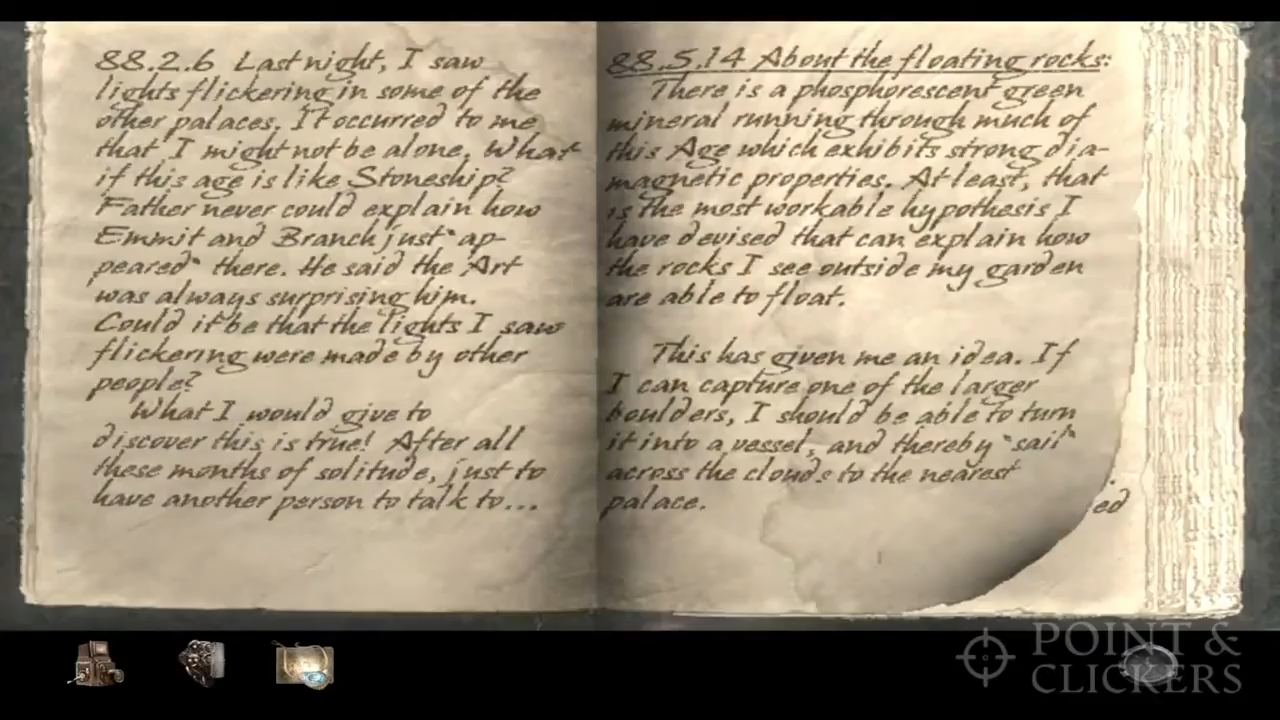 88.2.6 Last night, I saw
lights flickering in some of the
other palaces. It occurred to me
that I might not be alone. What
if this age is like Stoneship?
Father never could explain how
Emmit and Branch just "ap-
peared" there. He said the Art
was always surprising him.
Could it be that the lights I saw
flickering were made by other
people?
What I would give to
discover this is true! After all
these months of solitude, just to
have another person to talk to...
88.5.14 About the floating rocks:
There is a phosphorescent green
mineral running through much of
this Age which exhibits strong dia-
magnetic properties. At least, that
is the most workable hypothesis I
have devised that can explain how
the rocks I see outside my garden
are able to float.
This has given me an idea. If
I can capture one of the larger
boulders, I should be able to turn
it into a vessel, and thereby "sail"
across the clouds to the nearest
palace.
ed
POINT &
CLICKERS